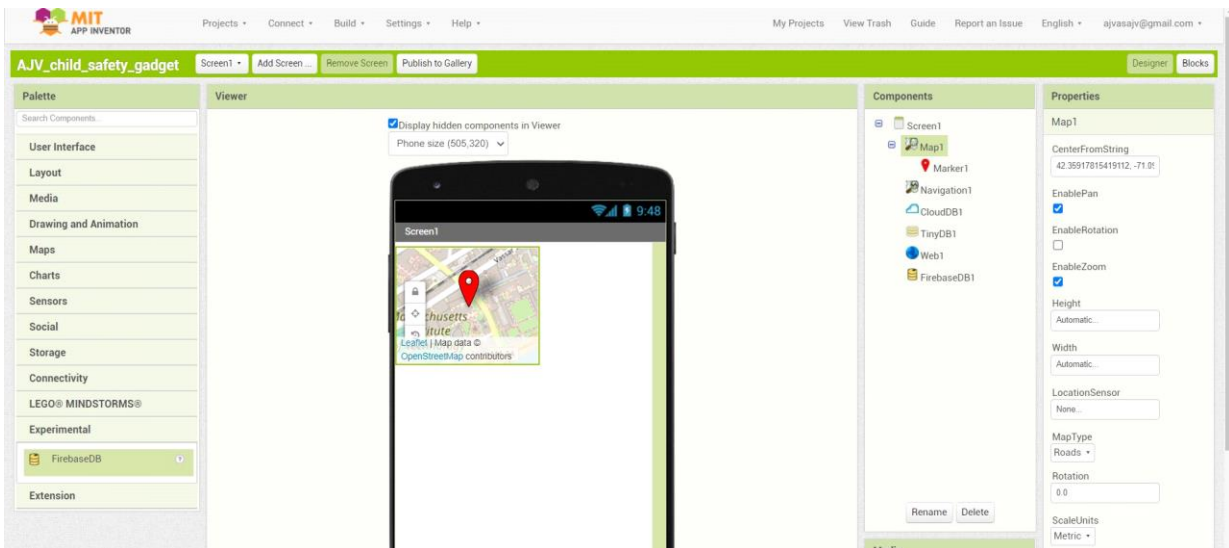 MIT
APP INVENTOR
Projects
Connect
Build
Settings
Help
My Projects
View Trash
Guide
Report an Issue
English
ajvasajv@gmail.com
AJV_child_safety_gadget
Screen1
Add Screen ...
Remove Screen
Publish to Gallery
Designer
Blocks
Palette
Search Components...
User Interface
Layout
Media
Drawing and Animation
Maps
Charts
Sensors
Social
Storage
Connectivity
LEGO® MINDSTORMS®
Experimental
FirebaseDB
Extension
Viewer
Display hidden components in Viewer
Phone size (505,320)
9:48
Screen1
Vassar
chusetts
itute
Leaflet | Map data ©
OpenStreetMap contributors
Components
Screen1
Map1
Marker1
Navigation1
CloudDB1
TinyDB1
Web1
FirebaseDB1
Rename
Delete
Properties
Map1
CenterFromString
42.35917815419112, -71.09
EnablePan
EnableRotation
EnableZoom
Height
Automatic...
Width
Automatic...
LocationSensor
None...
MapType
Roads
Rotation
0.0
ScaleUnits
Metric